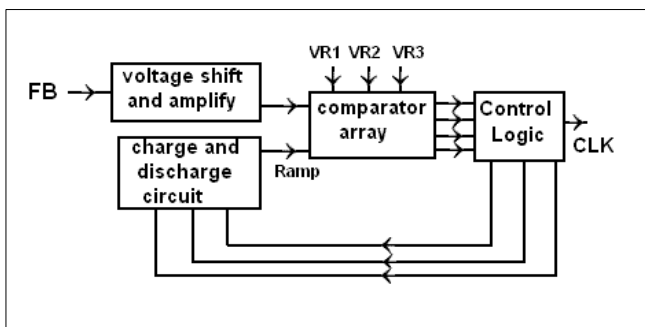 VR1 VR2 VR3
FB
voltage shift
and amplify
comparator
array
Control
Logic
CLK
charge and
discharge
circuit
Ramp